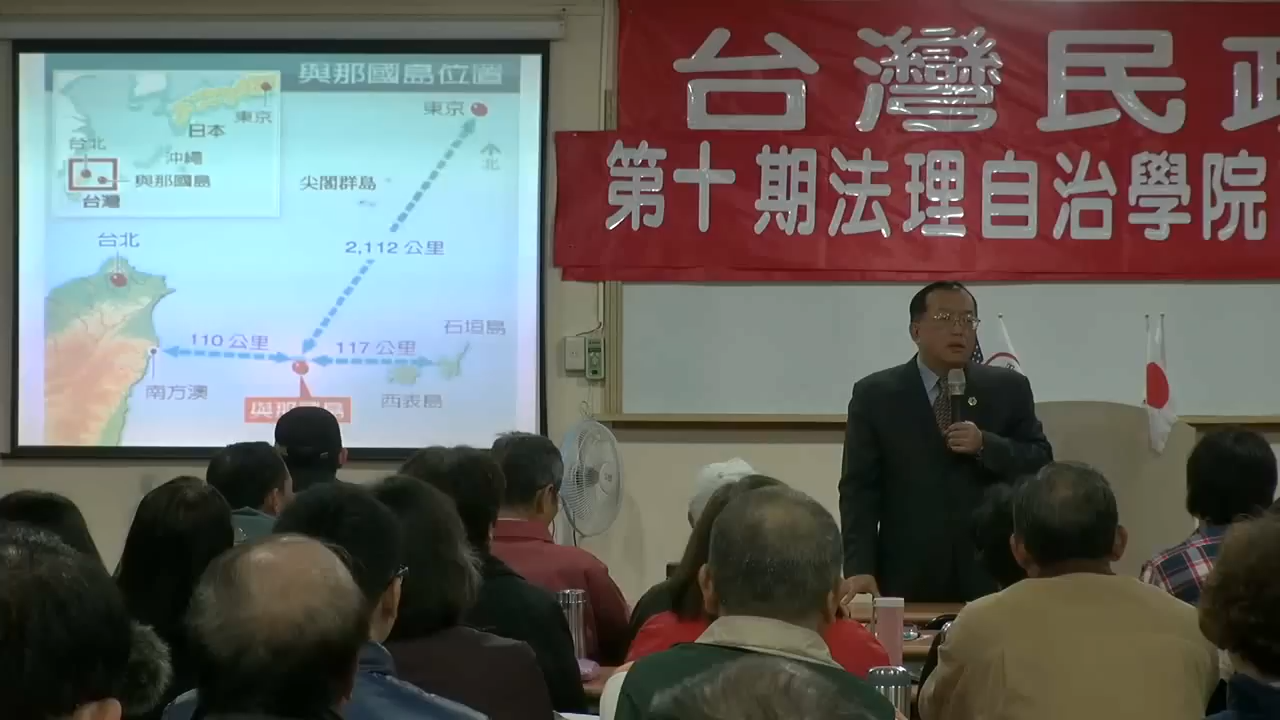 與那國島位置
東京
日本
東京
台北
沖繩
與那國島
台灣
北
尖閣群島
台北
2,112 公里
石垣島
110 公里
117 公里
南方澳
西表島
與那國島
台灣民政
第十期法理自治學院